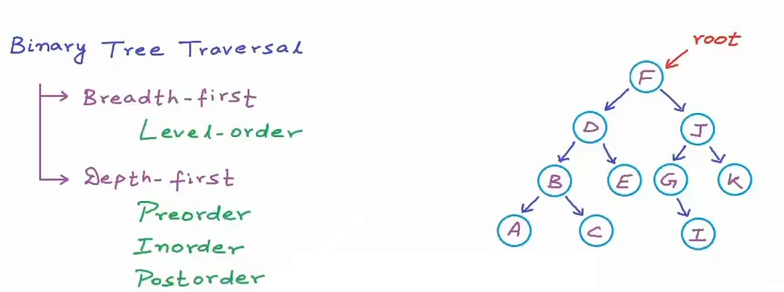 Binary Tree Traversal
Breadth-first
Level-order
Depth-first
Preorder
Inorder
Postorder
root
F
D J
B E G K
A C I